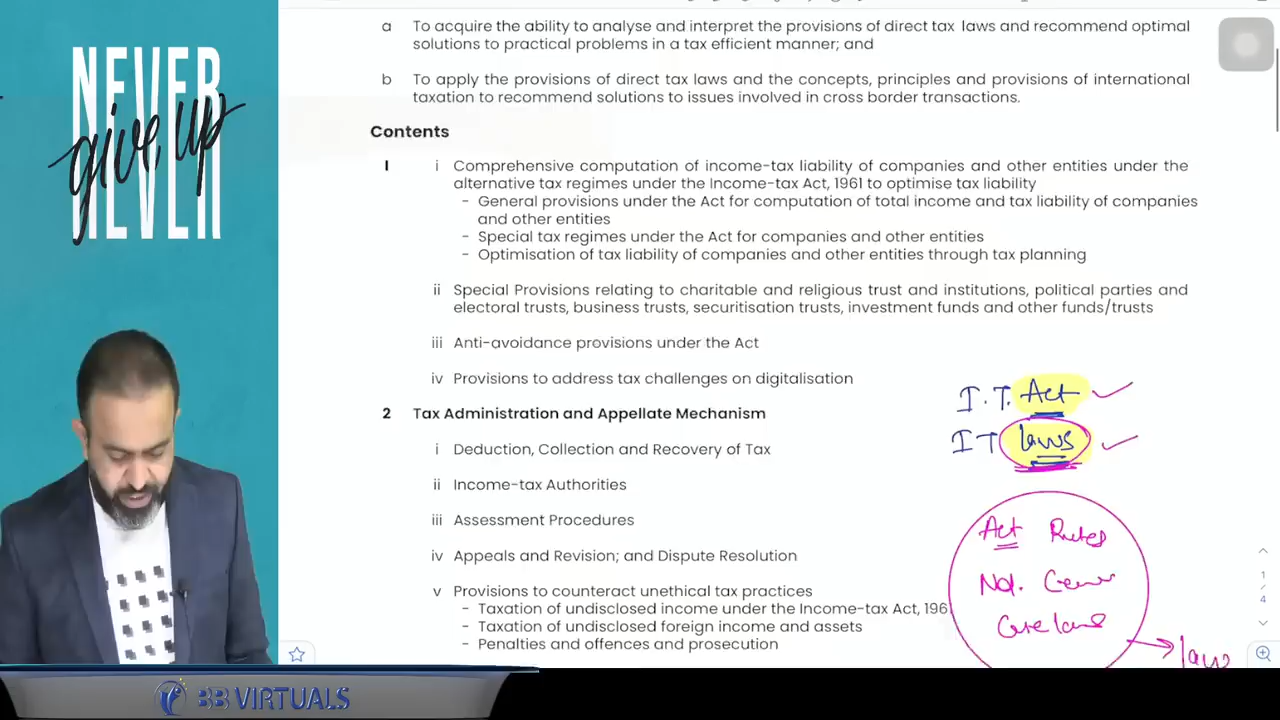 NEVER
give up
NEVER
a To acquire the ability to analyse and interpret the provisions of direct tax laws and recommend optimal
solutions to practical problems in a tax efficient manner; and
b To apply the provisions of direct tax laws and the concepts, principles and provisions of international
taxation to recommend solutions to issues involved in cross border transactions.
Contents
1 i Comprehensive computation of income-tax liability of companies and other entities under the
alternative tax regimes under the Income-tax Act, 1961 to optimise tax liability
- General provisions under the Act for computation of total income and tax liability of companies
and other entities
- Special tax regimes under the Act for companies and other entities
- Optimisation of tax liability of companies and other entities through tax planning
ii Special Provisions relating to charitable and religious trust and institutions, political parties and
electoral trusts, business trusts, securitisation trusts, investment funds and other funds/trusts
iii Anti-avoidance provisions under the Act
iv Provisions to address tax challenges on digitalisation
I.T. Act
2 Tax Administration and Appellate Mechanism
IT laws
i Deduction, Collection and Recovery of Tax
ii Income-tax Authorities
iii Assessment Procedures
Act Rules
iv Appeals and Revision; and Dispute Resolution
Not.
v Provisions to counteract unethical tax practices
- Taxation of undisclosed income under the Income-tax Act, 196
Case laws
- Taxation of undisclosed foreign income and assets
- Penalties and offences and prosecution
laws
1
/
4
BB VIRTUALS